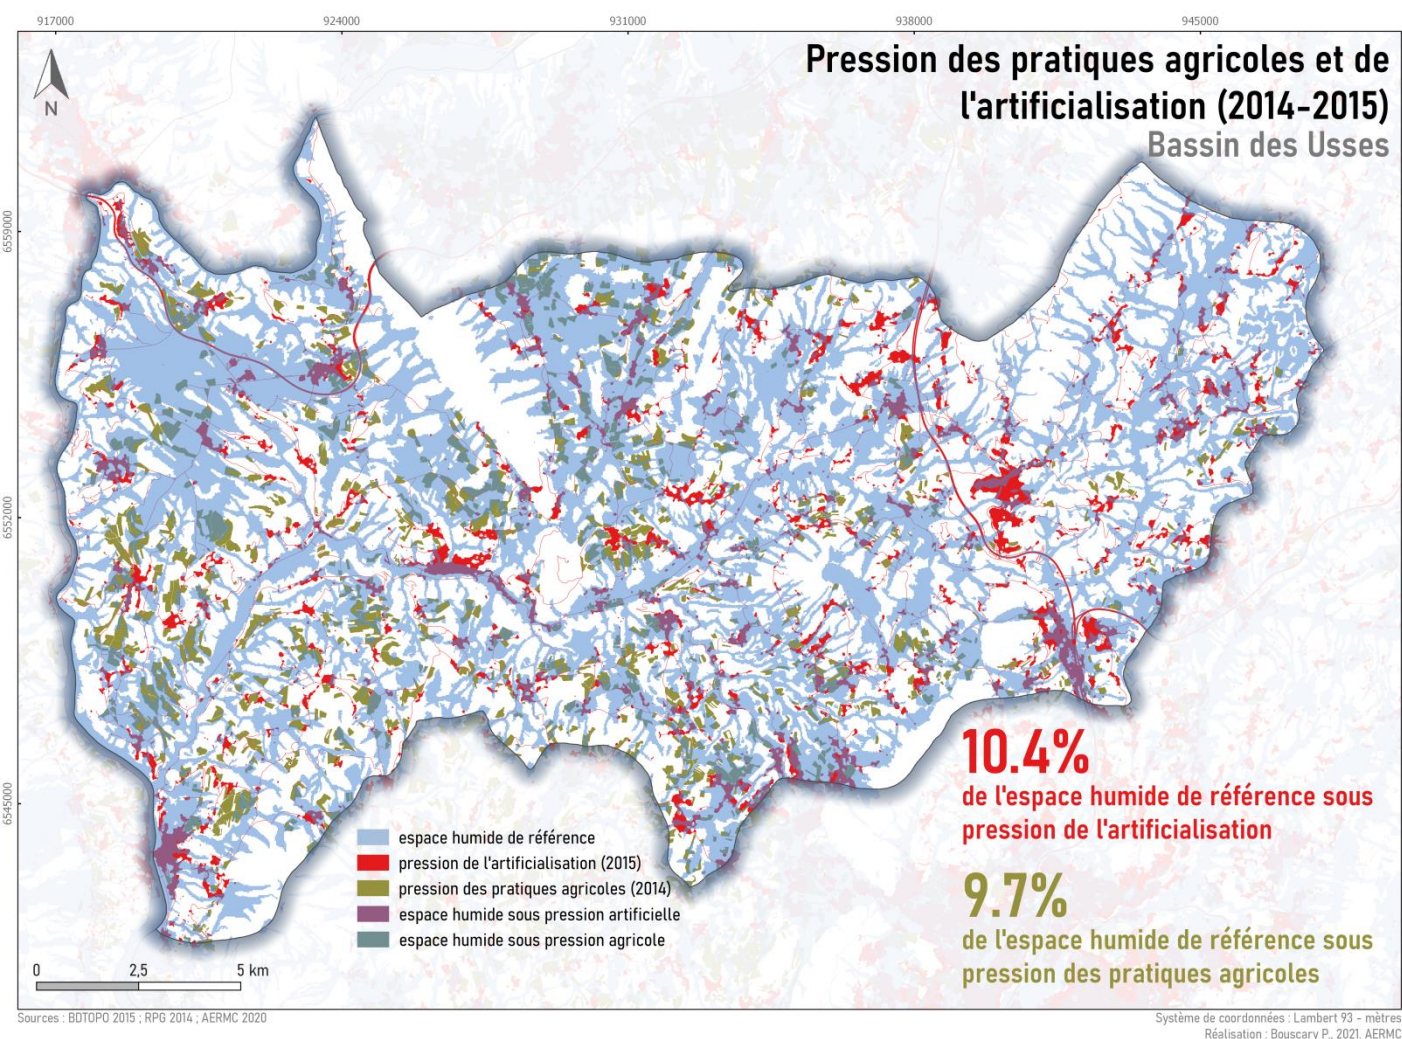 917000
924000
931000
938000
945000
Pression des pratiques agricoles et de
l'artificialisation (2014-2015)
Bassin des Usses
N
6559000
6552000
6545000
10.4%
de l'espace humide de référence sous
pression de l'artificialisation
9.7%
de l'espace humide de référence sous
pression des pratiques agricoles
espace humide de référence
pression de l'artificialisation (2015)
pression des pratiques agricoles (2014)
espace humide sous pression artificielle
espace humide sous pression agricole
0
2,5
5 km
Sources : BDTOPO 2015 ; RPG 2014 ; AERMC 2020
Système de coordonnées : Lambert 93 - mètres
Réalisation : Bouscary P., 2021. AERMC